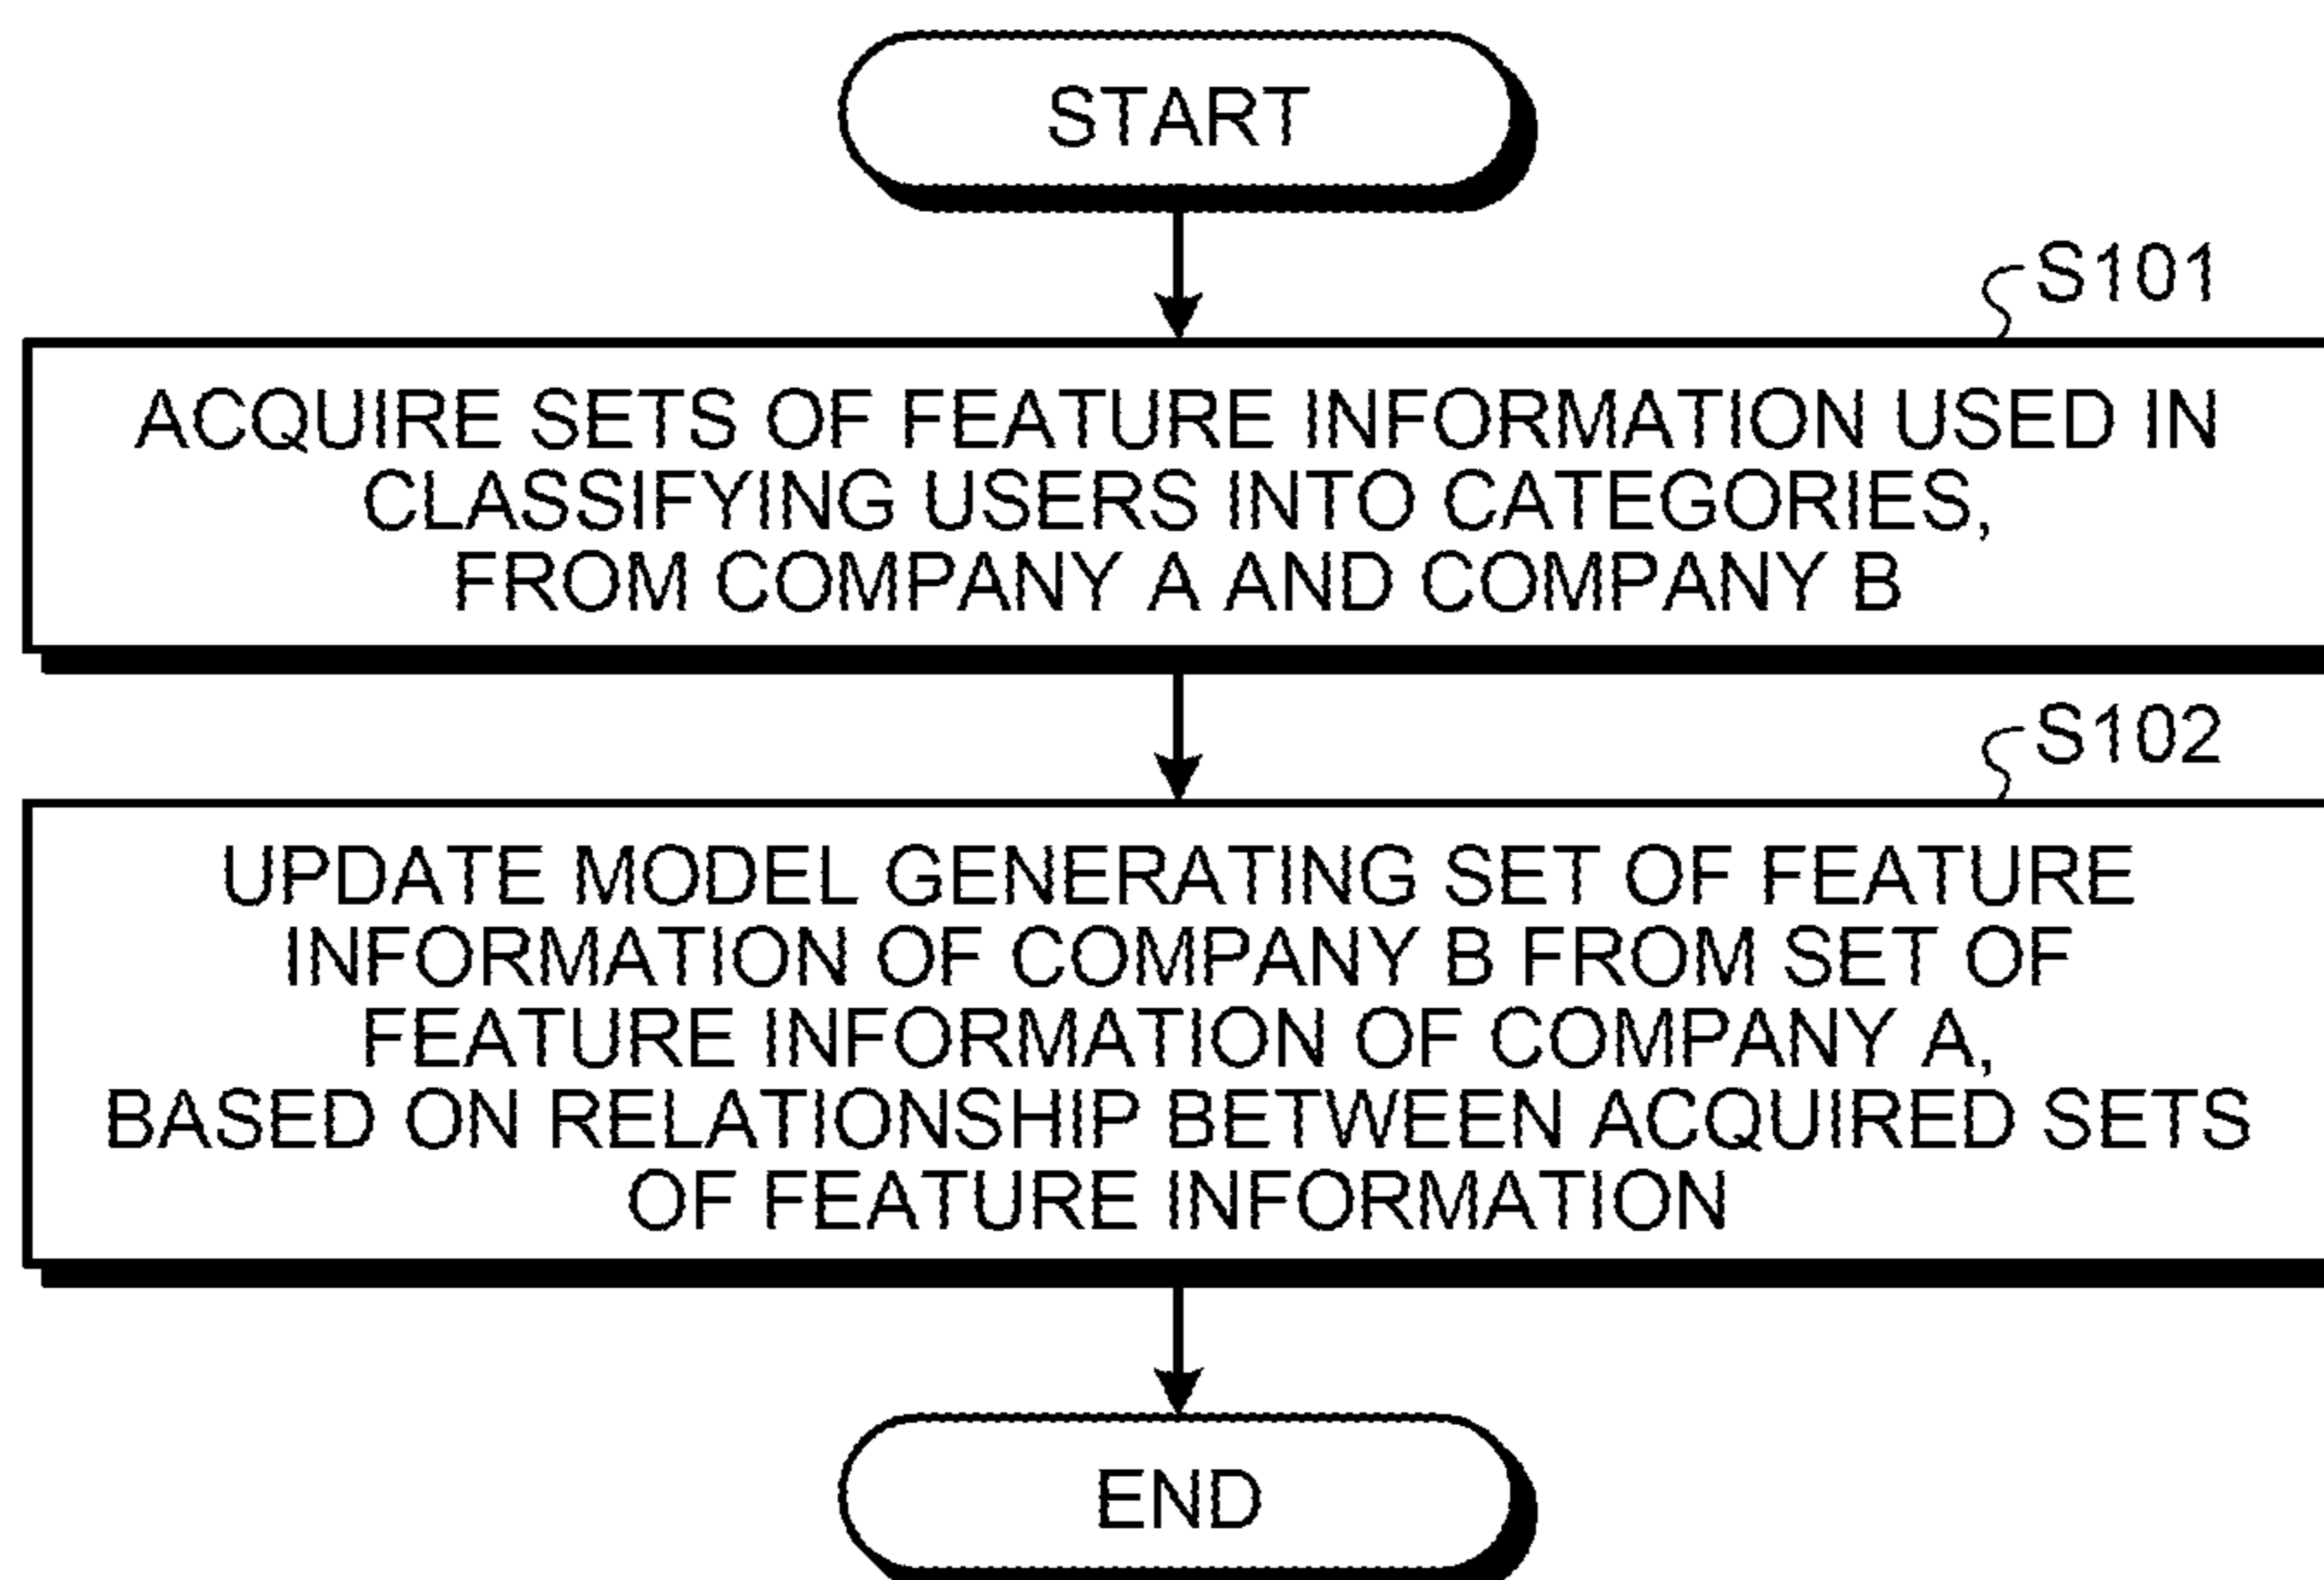 START
S101
ACQUIRE SETS OF FEATURE INFORMATION USED IN
CLASSIFYING USERS INTO CATEGORIES,
FROM COMPANY A AND COMPANY B
S102
UPDATE MODEL GENERATING SET OF FEATURE
INFORMATION OF COMPANY B FROM SET OF
FEATURE INFORMATION OF COMPANY A,
BASED ON RELATIONSHIP BETWEEN ACQUIRED SETS
OF FEATURE INFORMATION
END